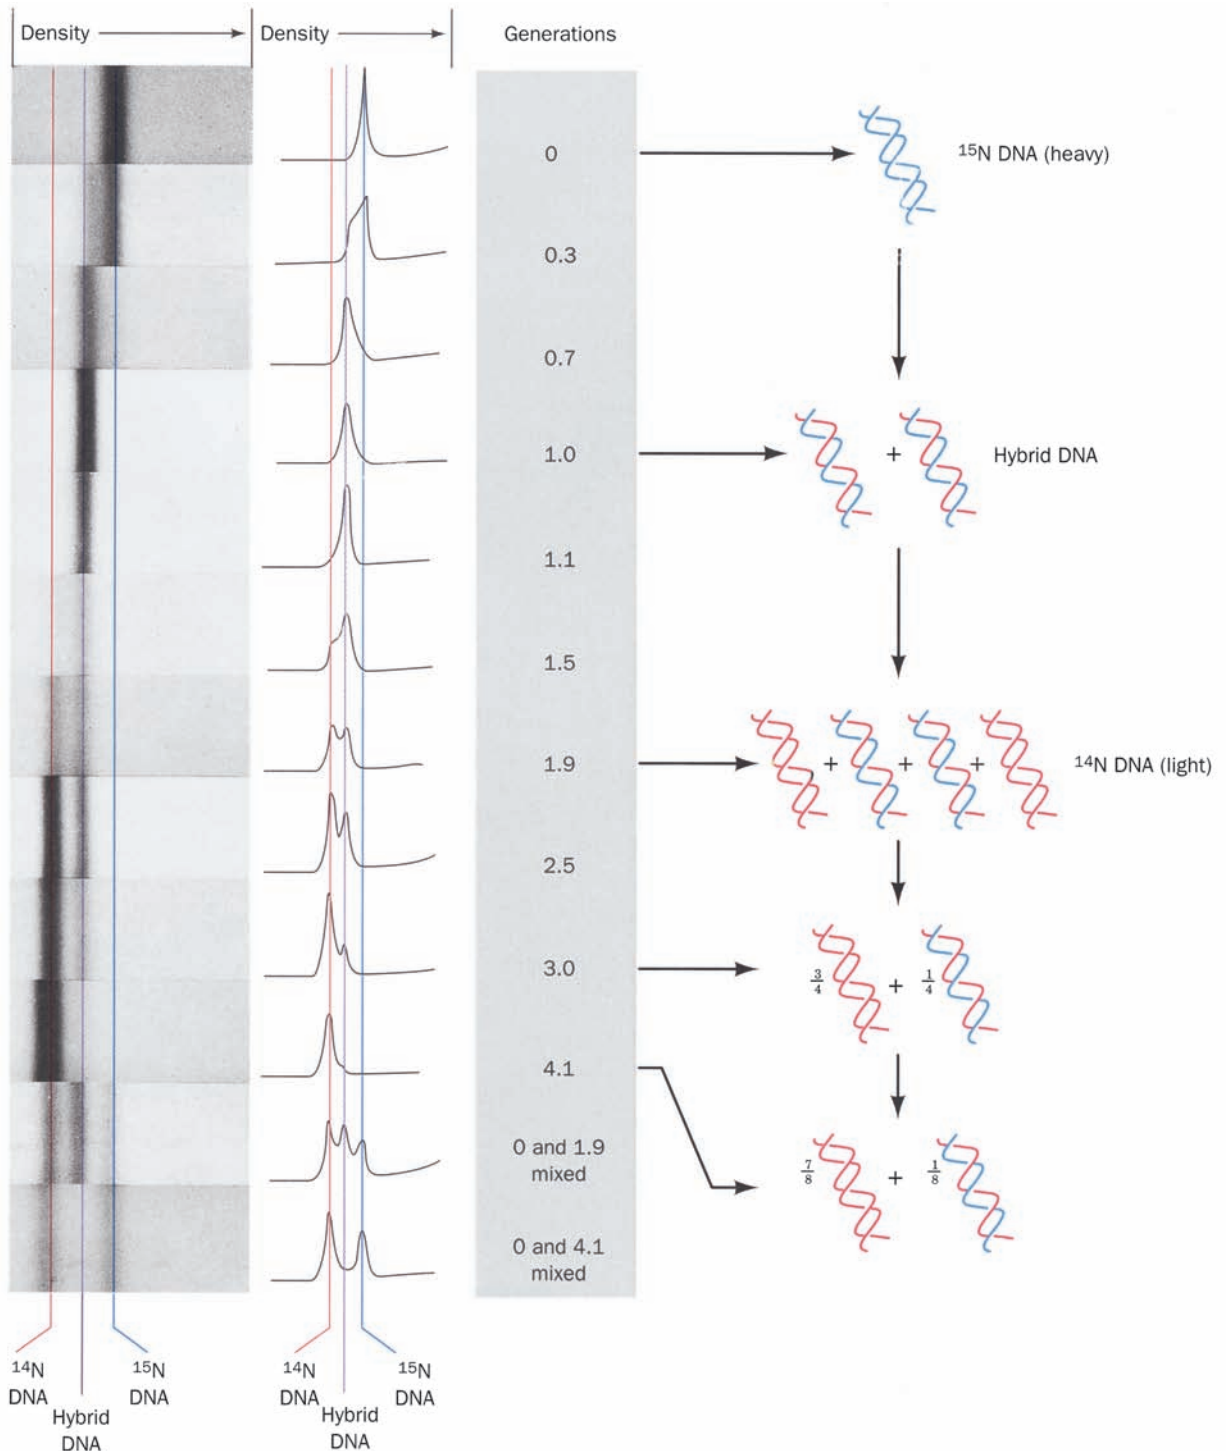 Density
Density
Generations
0
¹⁵N DNA (heavy)
0.3
0.7
1.0
+
Hybrid DNA
1.1
1.5
1.9
+ + +
¹⁴N DNA (light)
2.5
3.0
3/4 + 1/4
4.1
0 and 1.9
mixed
7/8 + 1/8
0 and 4.1
mixed
¹⁴N
DNA
Hybrid
DNA
¹⁵N
DNA
¹⁴N
DNA
Hybrid
DNA
¹⁵N
DNA